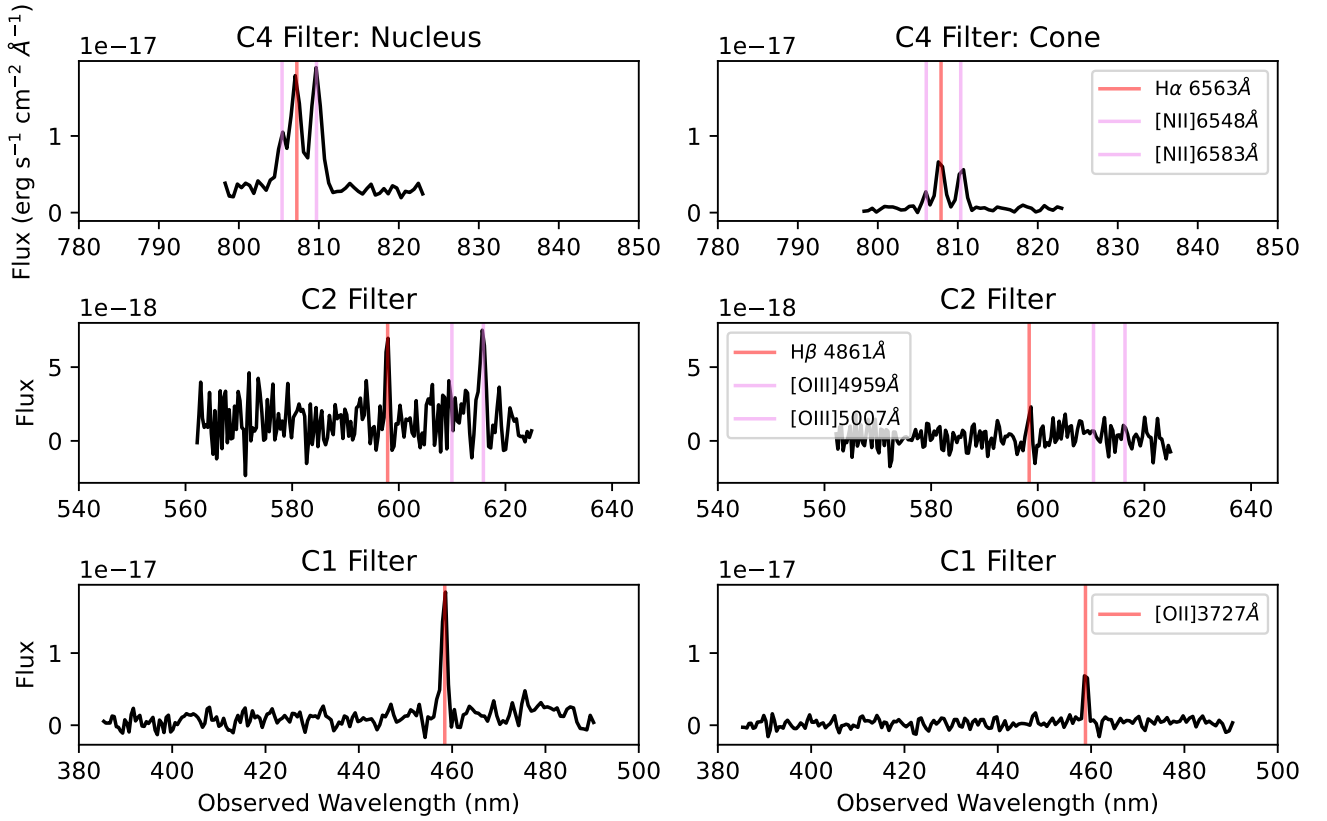 C4 Filter: Nucleus
1e−17
Flux (erg s⁻¹ cm⁻² Å⁻¹)
1
0
780 790 800 810 820 830 840 850
C4 Filter: Cone
1e−17
Hα 6563Å
[NII]6548Å
[NII]6583Å
1
0
780 790 800 810 820 830 840 850
C2 Filter
1e−18
Flux
5
0
540 560 580 600 620 640
C2 Filter
1e−18
Hβ 4861Å
[OIII]4959Å
[OIII]5007Å
5
0
540 560 580 600 620 640
C1 Filter
1e−17
Flux
1
0
380 400 420 440 460 480 500
Observed Wavelength (nm)
C1 Filter
1e−17
[OII]3727Å
1
0
380 400 420 440 460 480 500
Observed Wavelength (nm)